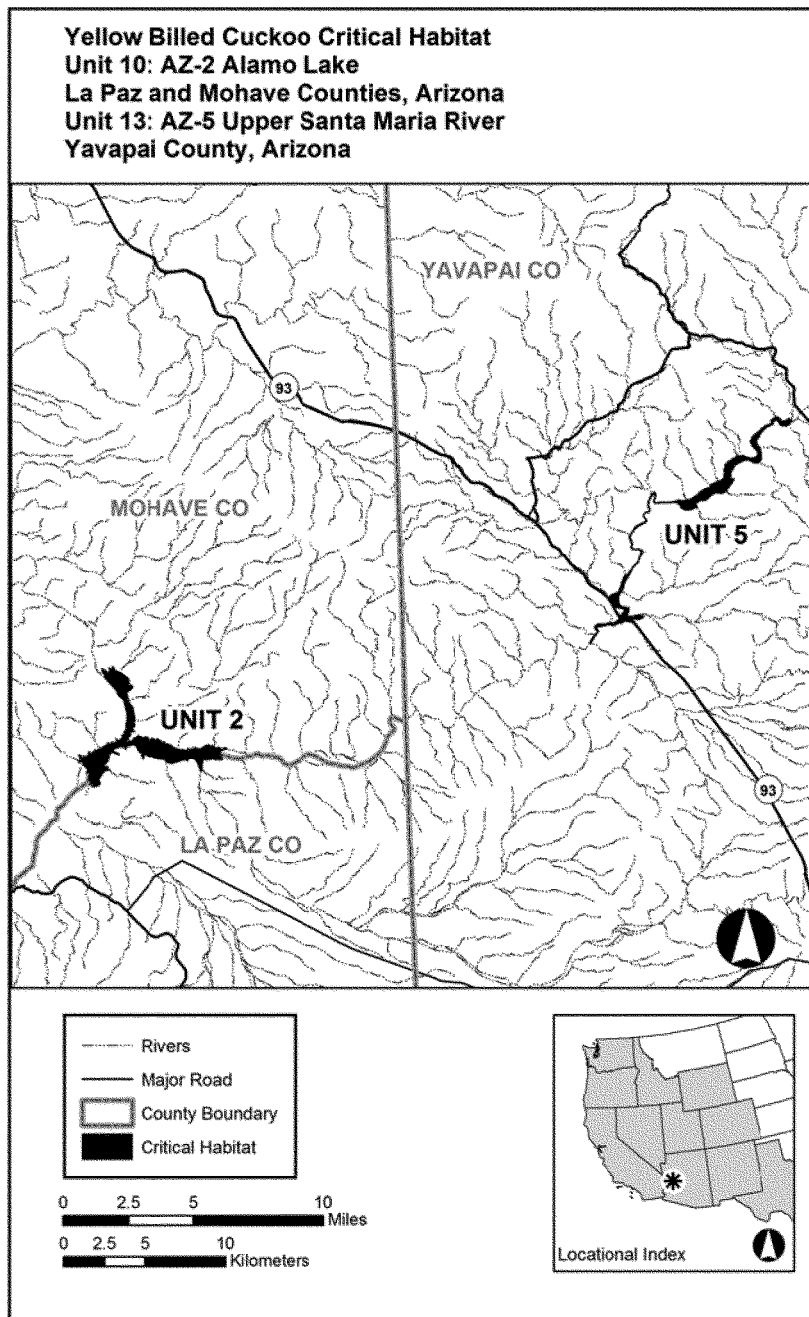 Yellow Billed Cuckoo Critical Habitat
Unit 10: AZ-2 Alamo Lake
La Paz and Mohave Counties, Arizona
Unit 13: AZ-5 Upper Santa Maria River
Yavapai County, Arizona
YAVAPAI CO
93
MOHAVE CO
UNIT 5
UNIT 2
93
LA PAZ CO
Rivers
Major Road
County Boundary
Critical Habitat
0 2.5 5 10
Miles
0 2.5 5 10
Kilometers
Locational Index